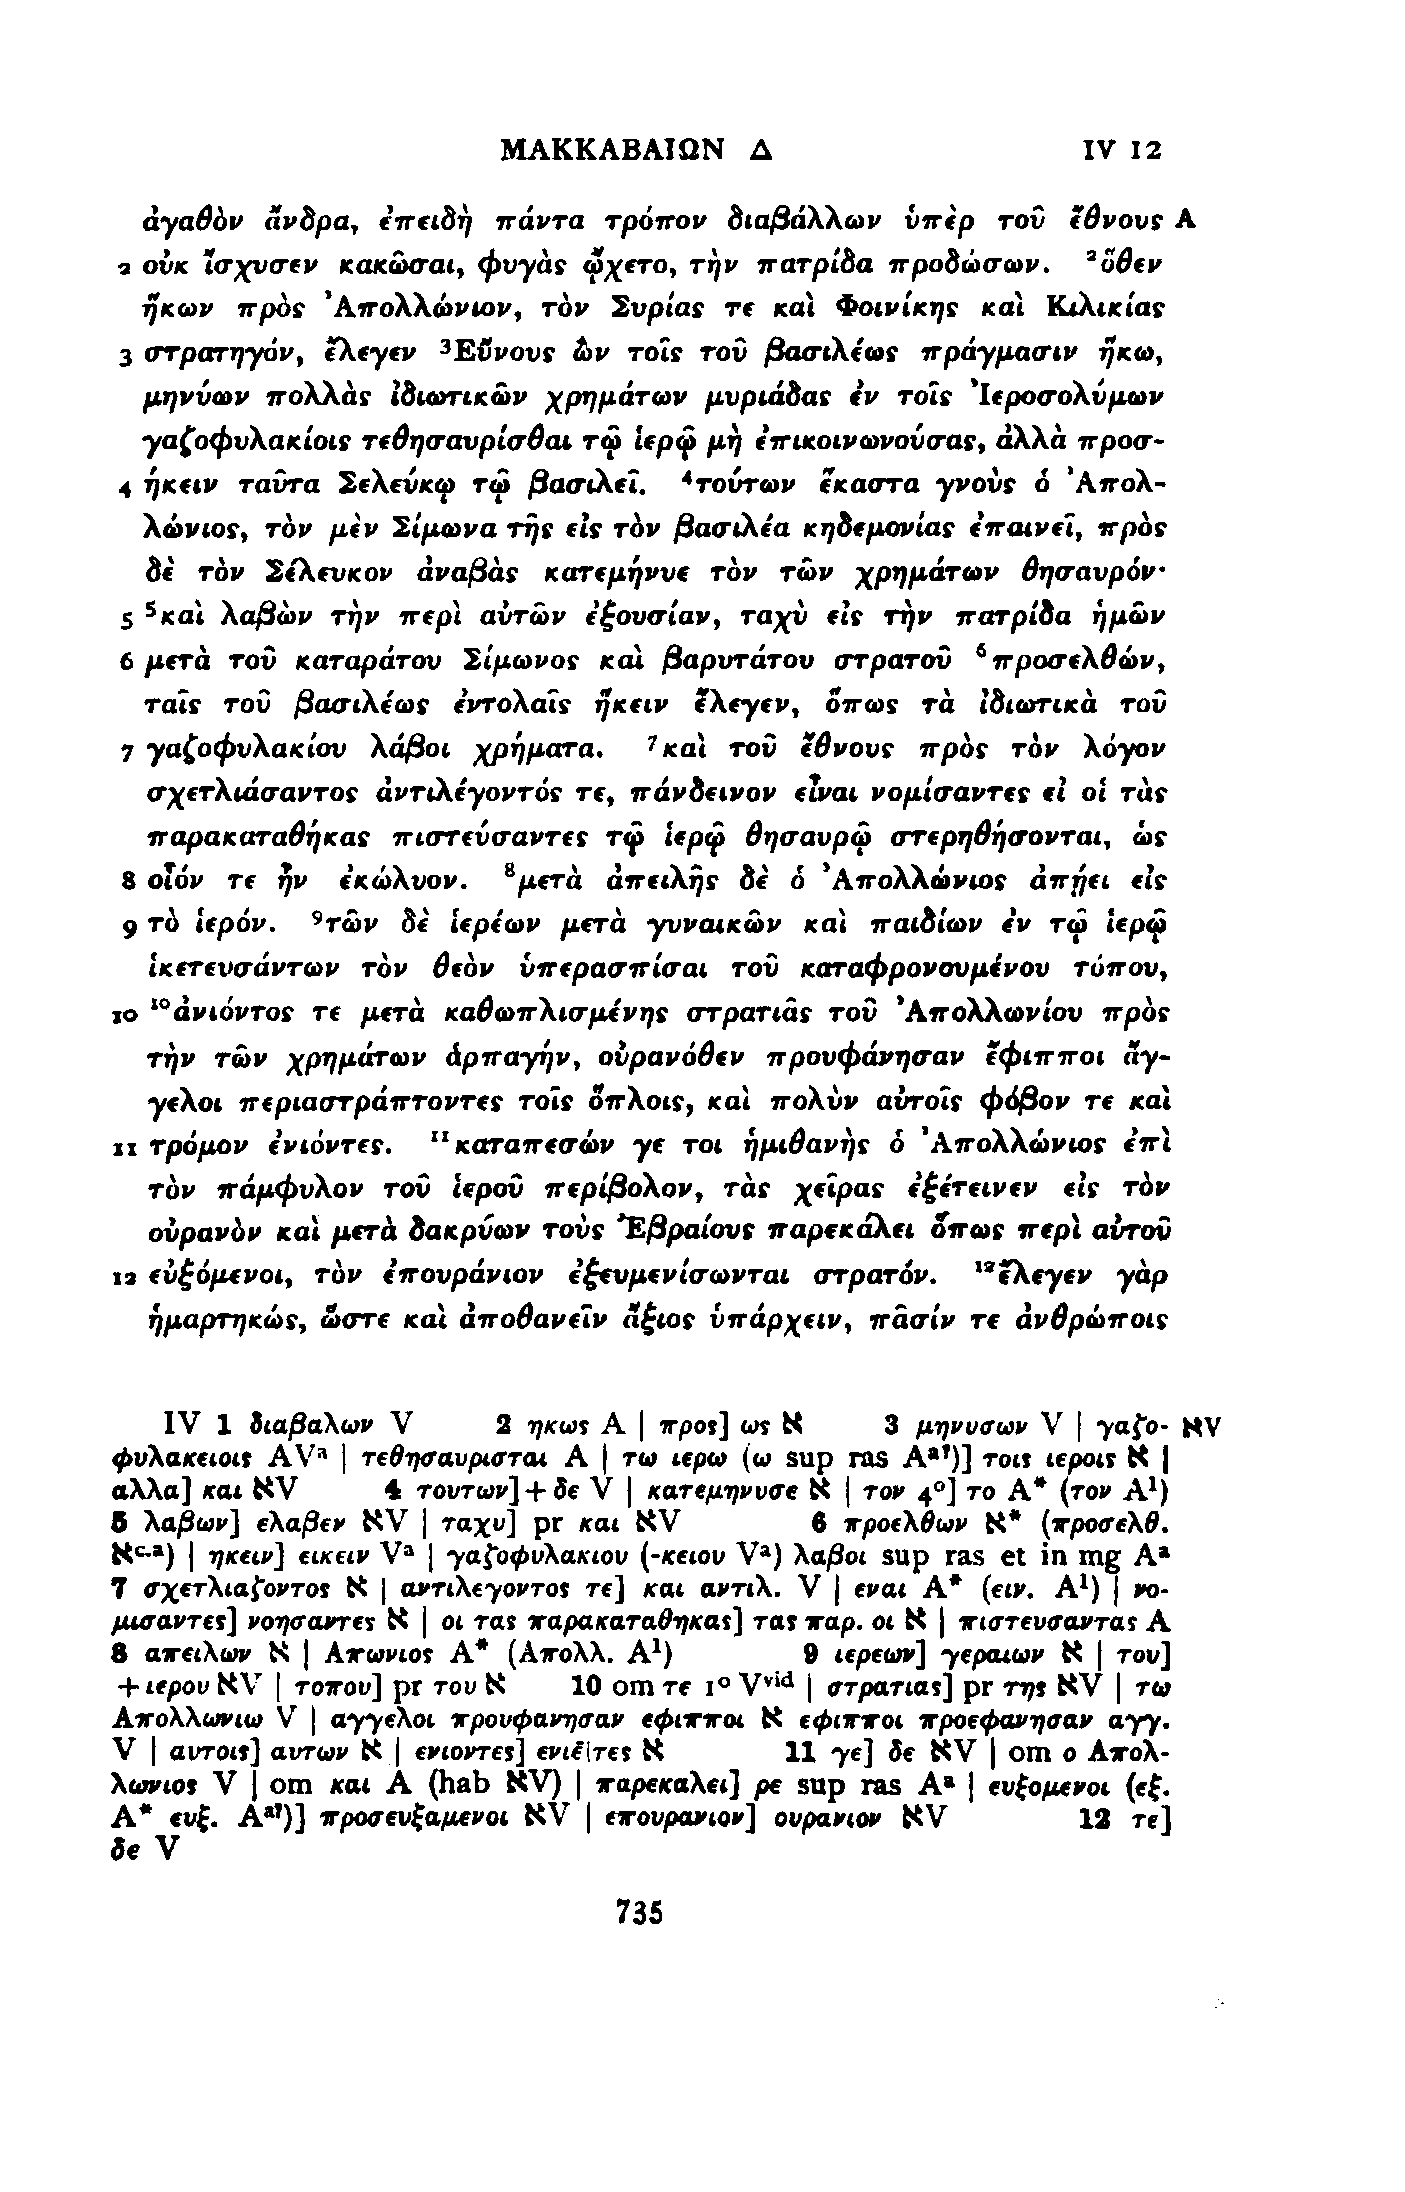 ΜΑΚΚΑΒΑΙΩΝ Δ IV 12
ἀγαθὸν ἄνδρα, ἐπειδὴ πάντα τρόπον διαβάλλων ὑπὲρ τοῦ ἔθνους A
2 οὐκ ἴσχυσεν κακῶσαι, φυγὰς ᾤχετο, τὴν πατρίδα προδώσων. ²ὅθεν
ἥκων πρὸς Ἀπολλώνιον, τὸν Συρίας τε καὶ Φοινίκης καὶ Κιλικίας
3 στρατηγόν, ἔλεγεν ³Εὔνους ὢν τοῖς τοῦ βασιλέως πράγμασιν ἥκω,
μηνύων πολλὰς ἰδιωτικῶν χρημάτων μυριάδας ἐν τοῖς Ἰεροσολύμων
γαζοφυλακίοις τεθησαυρίσθαι τῷ ἱερῷ μὴ ἐπικοινωνούσας, ἀλλὰ προσ-
4 ήκειν ταῦτα Σελεύκῳ τῷ βασιλεῖ. ⁴τούτων ἕκαστα γνοὺς ὁ Ἀπολ-
λώνιος, τὸν μὲν Σίμωνα τῆς εἰς τὸν βασιλέα κηδεμονίας ἐπαινεῖ, πρὸς
δὲ τὸν Σέλευκον ἀναβὰς κατεμήνυε τὸν τῶν χρημάτων θησαυρόν·
5 ⁵καὶ λαβὼν τὴν περὶ αὐτῶν ἐξουσίαν, ταχὺ εἰς τὴν πατρίδα ἡμῶν
6 μετὰ τοῦ καταράτου Σίμωνος καὶ βαρυτάτου στρατοῦ ⁶προσελθών,
ταῖς τοῦ βασιλέως ἐντολαῖς ἥκειν ἔλεγεν, ὅπως τὰ ἰδιωτικὰ τοῦ
7 γαζοφυλακίου λάβοι χρήματα. ⁷καὶ τοῦ ἔθνους πρὸς τὸν λόγον
σχετλιάσαντος ἀντιλέγοντός τε, πάνδεινον εἶναι νομίσαντες εἰ οἱ τὰς
παρακαταθήκας πιστεύσαντες τῷ ἱερῷ θησαυρῷ στερηθήσονται, ὡς
8 οἷόν τε ἦν ἐκώλυον. ⁸μετὰ ἀπειλῆς δὲ ὁ Ἀπολλώνιος ἀπῄει εἰς
9 τὸ ἱερόν. ⁹τῶν δὲ ἱερέων μετὰ γυναικῶν καὶ παιδίων ἐν τῷ ἱερῷ
ἱκετευσάντων τὸν θεὸν ὑπερασπίσαι τοῦ καταφρονουμένου τόπου,
10 ¹⁰ἀνιόντος τε μετὰ καθωπλισμένης στρατιᾶς τοῦ Ἀπολλωνίου πρὸς
τὴν τῶν χρημάτων ἁρπαγήν, οὐρανόθεν προυφάνησαν ἔφιπποι ἄγ-
γελοι περιαστράπτοντες τοῖς ὅπλοις, καὶ πολὺν αὐτοῖς φόβον τε καὶ
11 τρόμον ἐνιόντες. ¹¹καταπεσών γε τοι ἡμιθανὴς ὁ Ἀπολλώνιος ἐπὶ
τὸν πάμφυλον τοῦ ἱεροῦ περίβολον, τὰς χεῖρας ἐξέτεινεν εἰς τὸν
οὐρανὸν καὶ μετὰ δακρύων τοὺς Ἐβραίους παρεκάλει ὅπως περὶ αὐτοῦ
12 εὐξόμενοι, τὸν ἐπουράνιον ἐξευμενίσωνται στρατόν. ¹²ἔλεγεν γὰρ
ἡμαρτηκώς, ὥστε καὶ ἀποθανεῖν ἄξιος ὑπάρχειν, πᾶσίν τε ἀνθρώποις
IV 1 διαβαλων V 2 ηκως A | προς] ως א 3 μηνυσων V | γαζο- אV
φυλακειοις AVᵃ | τεθησαυρισται A | τω ιερω (ω sup ras Aᵃ?)] τοις ιεροις א |
αλλα] και אV 4 τουτων]+δε V | κατεμηνυσε א | τον 4°] το A* (τον A¹)
5 λαβων] ελαβεν אV | ταχυ] pr και אV 6 προελθων א* (προσελθ.
אᶜ·ᵃ) | ηκειν] εικειν Vᵃ | γαζοφυλακιου (-κειου Vᵃ) λαβοι sup ras et in mg Aᵃ
7 σχετλιαζοντος א | αντιλεγοντος τε] και αντιλ. V | εναι A* (ειν. A¹) | νο-
μισαντες] νοησαντες א | οι τας παρακαταθηκας] τας παρ. οι א | πιστευσαντας A
8 απειλων א | Απωνιος A* (Απολλ. A¹) 9 ιερεων] γεραιων א | του]
+ιερου אV | τοπου] pr του א 10 om τε 1° Vᵛⁱᵈ | στρατιας] pr της אV | τω
Απολλωνιω V | αγγελοι προυφανησαν εφιπποι א εφιπποι προεφανησαν αγγ.
V | αυτοις] αυτων א | ενιοντες] ενιε̄|τες א 11 γε] δε אV | om ο Απολ-
λωνιος V | om και A (hab אV) | παρεκαλει] ρε sup ras Aᵃ | ευξομενοι (εξ.
A* ευξ. Aᵃ?)] προσευξαμενοι אV | επουρανιον] ουρανιον אV 12 τε]
δε V
735